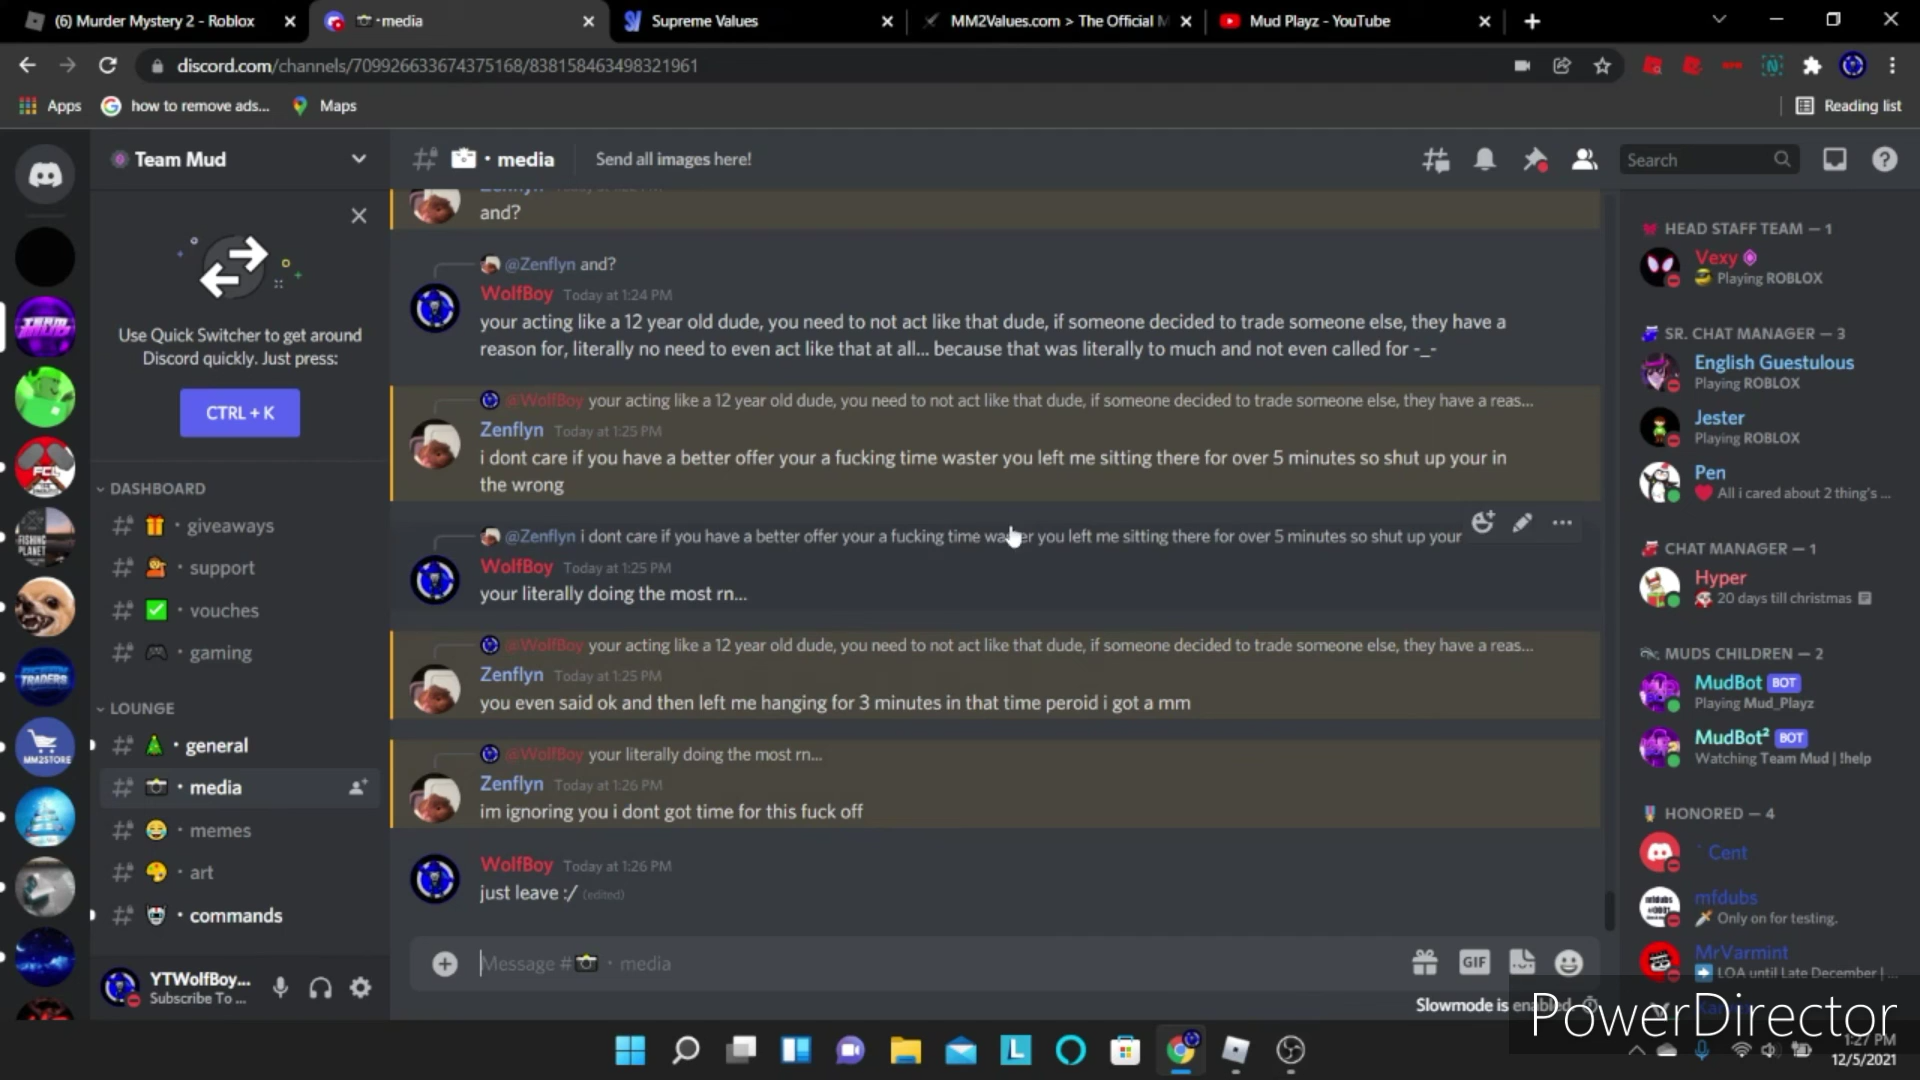 (6) Murder Mystery 2 - Roblox
• media
Supreme Values
MM2Values.com > The Official M
Mud Playz - YouTube
discord.com/channels/709926633674375168/838158463498321961
Apps
how to remove ads...
Maps
Reading list
Team Mud
• media
Send all images here!
Search
Use Quick Switcher to get around
Discord quickly. Just press:
CTRL + K
DASHBOARD
• giveaways
• support
• vouches
• gaming
LOUNGE
• general
• media
• memes
• art
• commands
MM2STORE
TRADERS
YTWolfBoy...
Subscribe To ...
and?
@Zenflyn and?
WolfBoy Today at 1:24 PM
your acting like a 12 year old dude, you need to not act like that dude, if someone decided to trade someone else, they have a
reason for, literally no need to even act like that at all... because that was literally to much and not even called for -_-
@WolfBoy your acting like a 12 year old dude, you need to not act like that dude, if someone decided to trade someone else, they have a reas...
Zenflyn Today at 1:25 PM
i dont care if you have a better offer your a fucking time waster you left me sitting there for over 5 minutes so shut up your in
the wrong
@Zenflyn i dont care if you have a better offer your a fucking time waster you left me sitting there for over 5 minutes so shut up your
WolfBoy Today at 1:25 PM
your literally doing the most rn...
@WolfBoy your acting like a 12 year old dude, you need to not act like that dude, if someone decided to trade someone else, they have a reas...
Zenflyn Today at 1:25 PM
you even said ok and then left me hanging for 3 minutes in that time peroid i got a mm
@WolfBoy your literally doing the most rn...
Zenflyn Today at 1:26 PM
im ignoring you i dont got time for this fuck off
WolfBoy Today at 1:26 PM
just leave :/ (edited)
Message # • media
GIF
Slowmode is enabled.
HEAD STAFF TEAM — 1
Vexy
Playing ROBLOX
SR. CHAT MANAGER — 3
English Guestulous
Playing ROBLOX
Jester
Playing ROBLOX
Pen
All i cared about 2 thing's ...
CHAT MANAGER — 1
Hyper
20 days till christmas
MUDS CHILDREN — 2
MudBot BOT
Playing Mud_Playz
MudBot² BOT
Watching Team Mud | !help
HONORED — 4
` Cent
mfdubs
Only on for testing.
MrVarmint
LOA until Late December | ...
PowerDirector
1:27 PM
12/5/2021